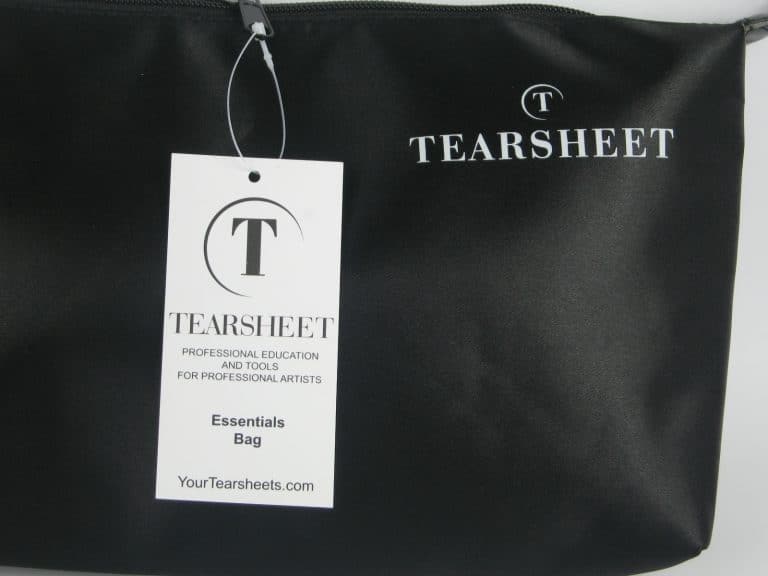 T
TEARSHEET
T
TEARSHEET
PROFESSIONAL EDUCATION
AND TOOLS
FOR PROFESSIONAL ARTISTS
Essentials
Bag
YourTearsheets.com